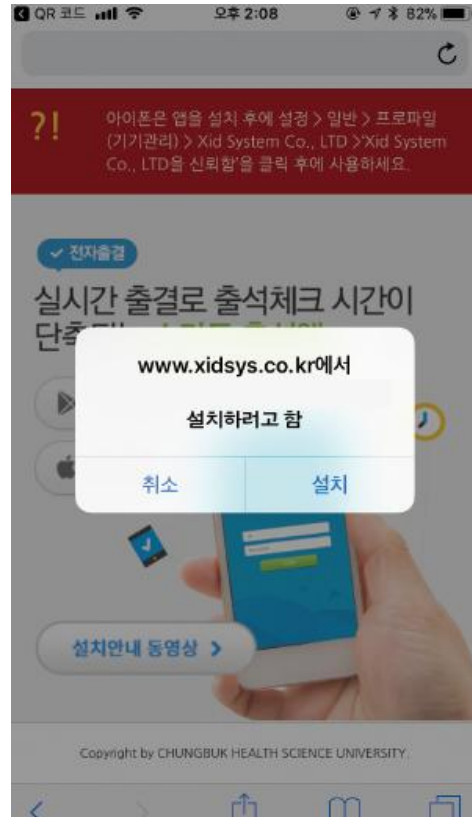 QR 코드
오후 2:08
82%
?!
아이폰은 앱을 설치 후에 설정 > 일반 > 프로파일
(기기관리) > Xid System Co., LTD >'Xid System
Co., LTD을 신뢰함'을 클릭 후에 사용하세요.
전자출결
실시간 출결로 출석체크 시간이
www.xidsys.co.kr에서
설치하려고 함
취소
설치
설치안내 동영상 >
Copyright by CHUNGBUK HEALTH SCIENCE UNIVERSITY.